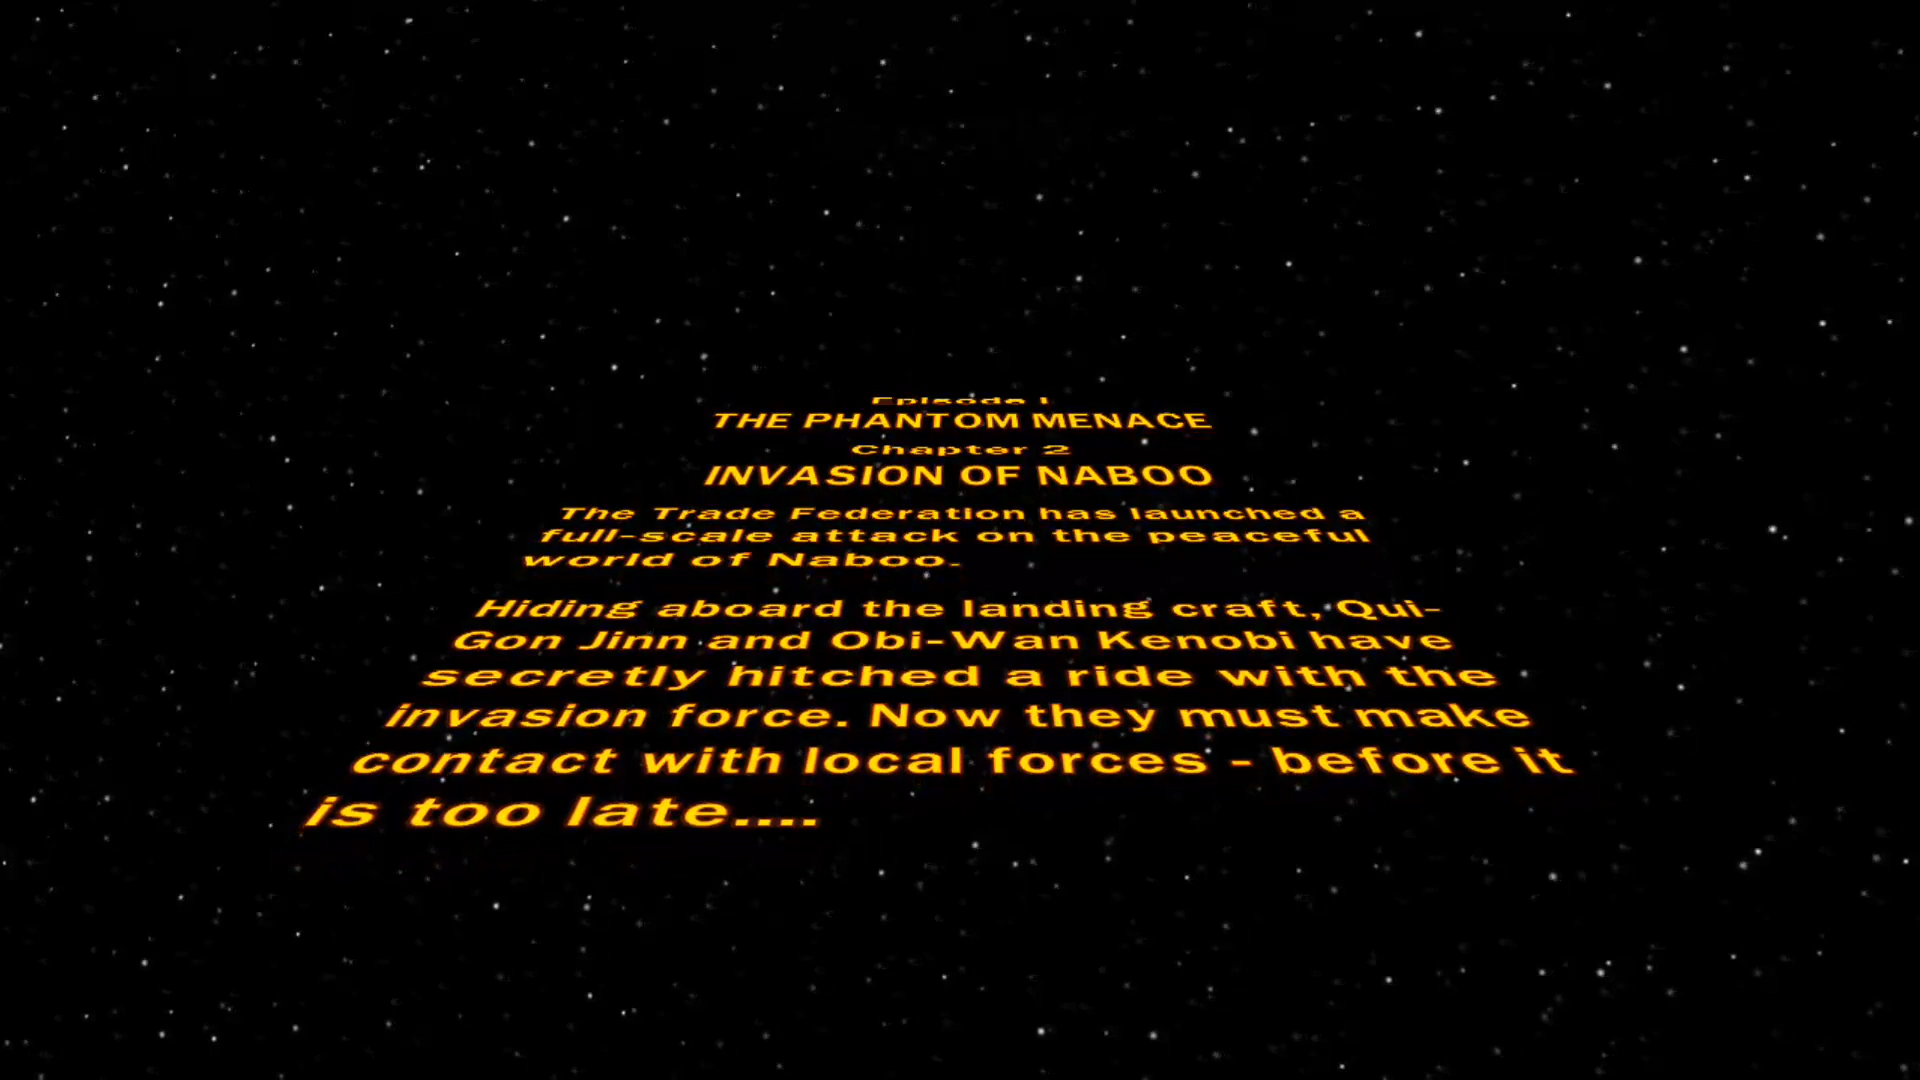 Episode I
THE PHANTOM MENACE
Chapter 2
INVASION OF NABOO
The Trade Federation has launched a
full-scale attack on the peaceful
world of Naboo.
Hiding aboard the landing craft, Qui-
Gon Jinn and Obi-Wan Kenobi have
secretly hitched a ride with the
invasion force. Now they must make
contact with local forces - before it
is too late....